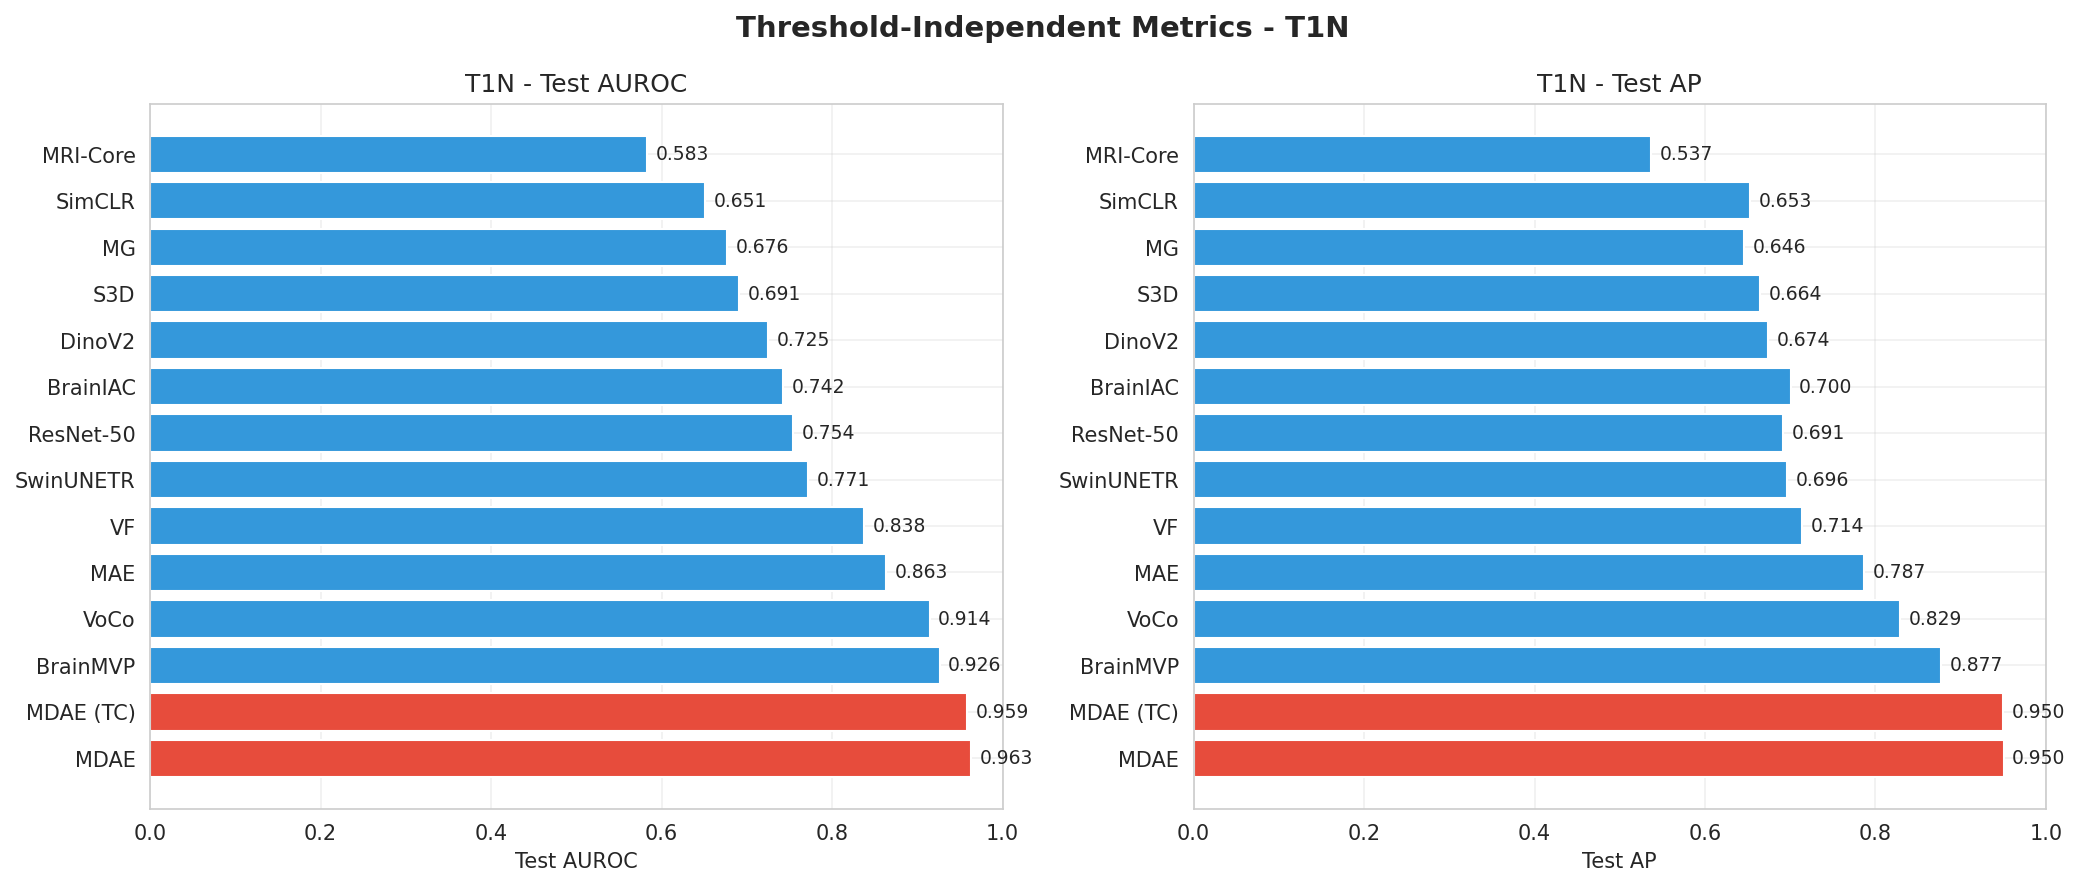 Threshold-Independent Metrics - T1N
T1N - Test AUROC
MRI-Core 0.583
SimCLR 0.651
MG 0.676
S3D 0.691
DinoV2 0.725
BrainIAC 0.742
ResNet-50 0.754
SwinUNETR 0.771
VF 0.838
MAE 0.863
VoCo 0.914
BrainMVP 0.926
MDAE (TC) 0.959
MDAE 0.963
0.0 0.2 0.4 0.6 0.8 1.0
Test AUROC
T1N - Test AP
MRI-Core 0.537
SimCLR 0.653
MG 0.646
S3D 0.664
DinoV2 0.674
BrainIAC 0.700
ResNet-50 0.691
SwinUNETR 0.696
VF 0.714
MAE 0.787
VoCo 0.829
BrainMVP 0.877
MDAE (TC) 0.950
MDAE 0.950
0.0 0.2 0.4 0.6 0.8 1.0
Test AP